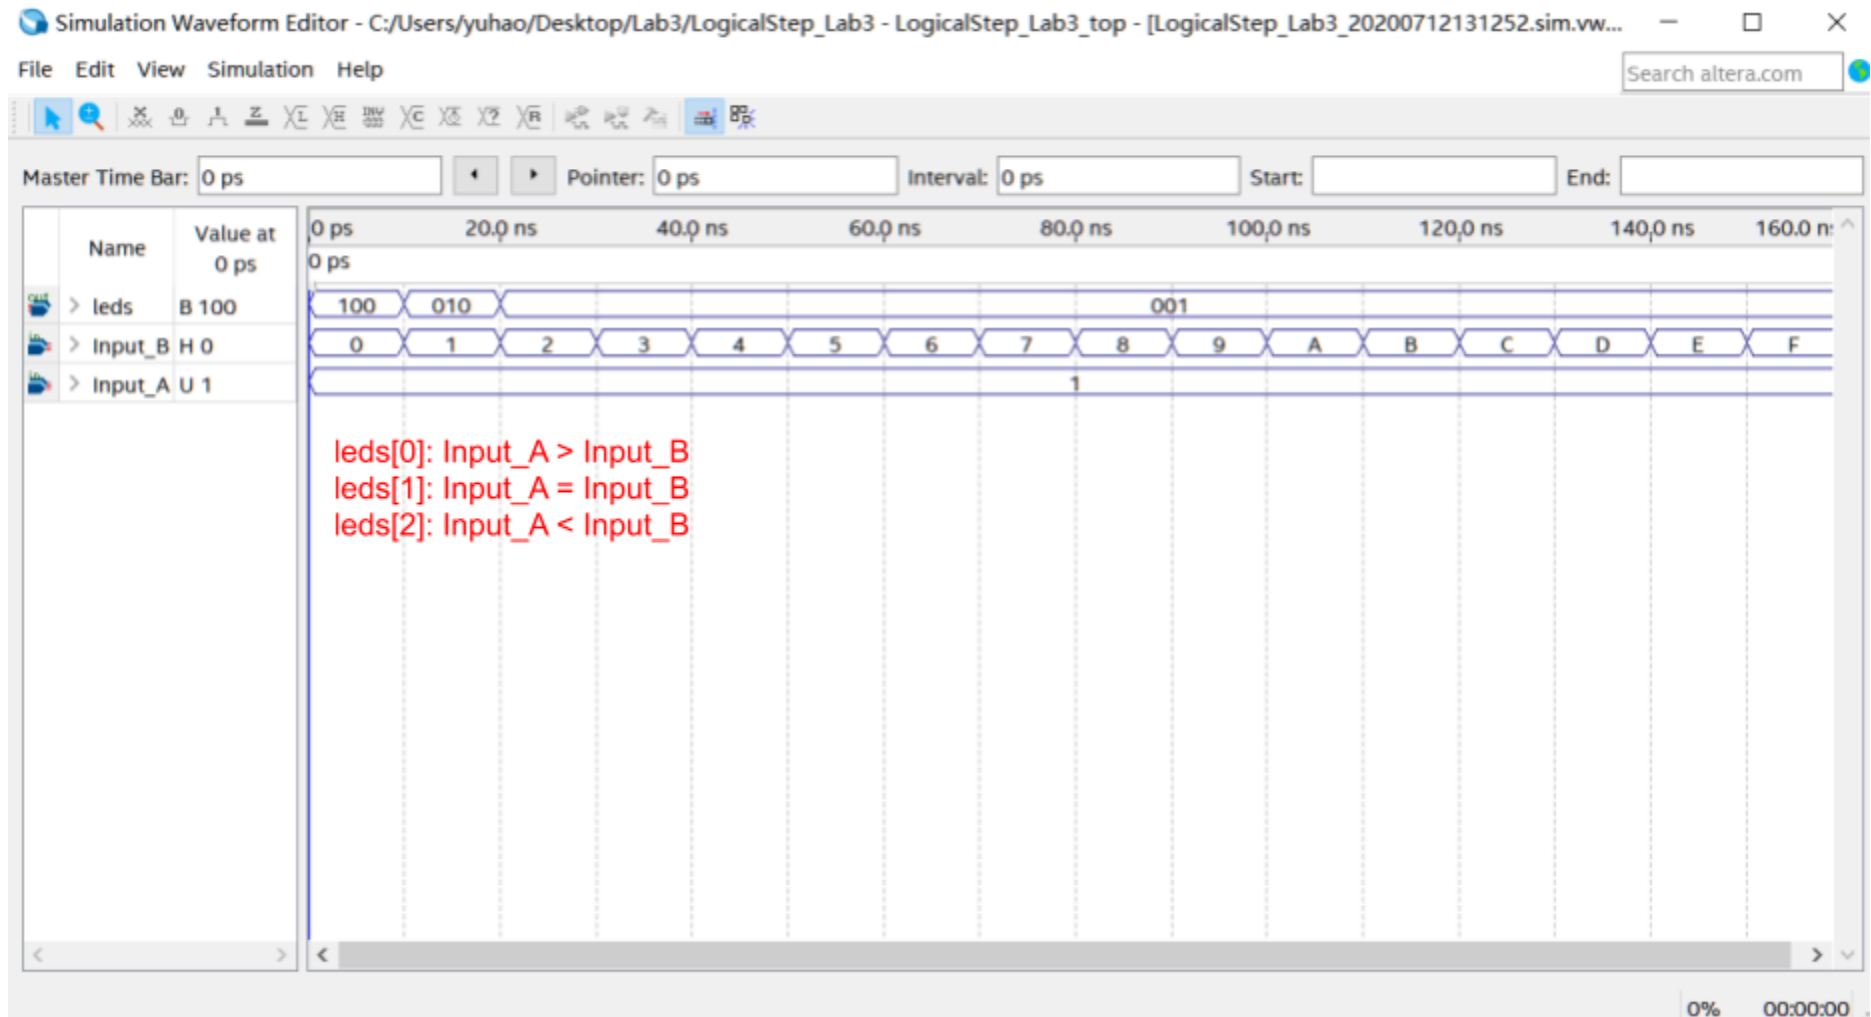 Simulation Waveform Editor - C:/Users/yuhao/Desktop/Lab3/LogicalStep_Lab3 - LogicalStep_Lab3_top - [LogicalStep_Lab3_20200712131252.sim.vw...
File Edit View Simulation Help
Search altera.com
Master Time Bar: 0 ps Pointer: 0 ps Interval: 0 ps Start: End:
Name Value at 0 ps
0 ps 20.0 ns 40.0 ns 60.0 ns 80.0 ns 100.0 ns 120.0 ns 140.0 ns 160.0 n
0 ps
leds B 100 100 010 001
Input_B H 0 0 1 2 3 4 5 6 7 8 9 A B C D E F
Input_A U 1 1
leds[0]: Input_A > Input_B
leds[1]: Input_A = Input_B
leds[2]: Input_A < Input_B
0% 00:00:00